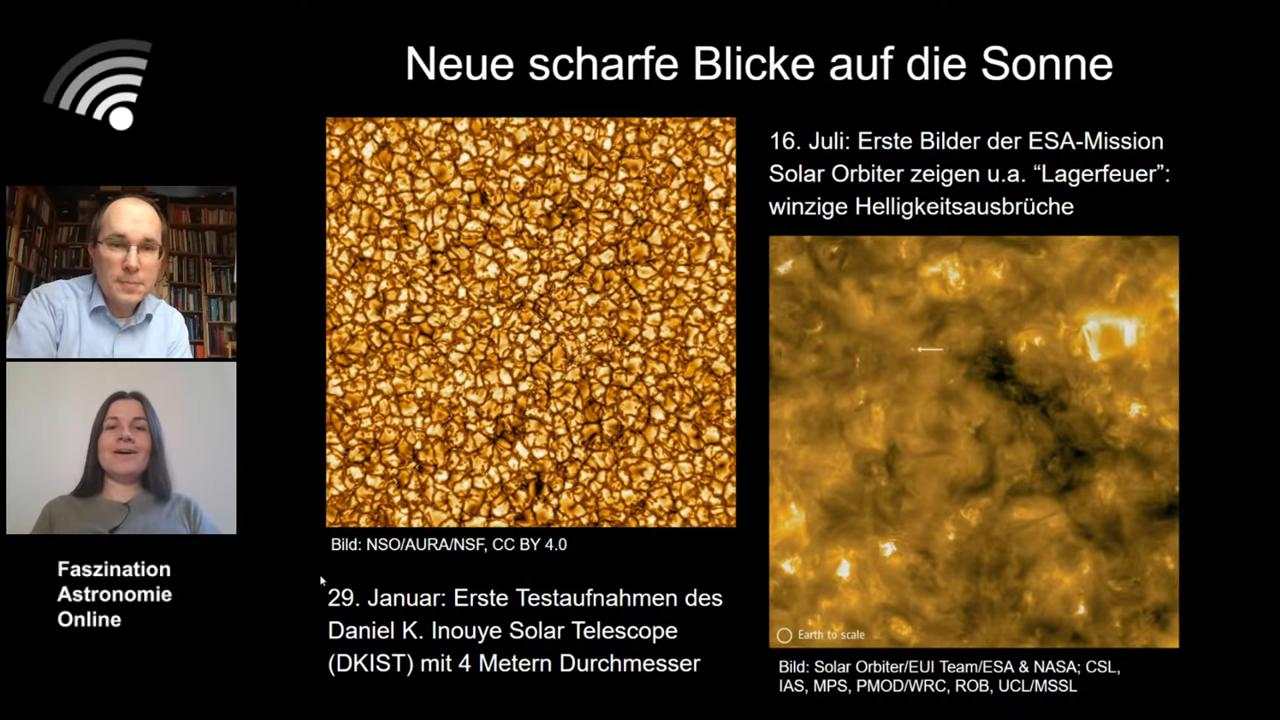 Neue scharfe Blicke auf die Sonne
16. Juli: Erste Bilder der ESA-Mission
Solar Orbiter zeigen u.a. “Lagerfeuer”:
winzige Helligkeitsausbrüche
Bild: NSO/AURA/NSF, CC BY 4.0
29. Januar: Erste Testaufnahmen des
Daniel K. Inouye Solar Telescope
(DKIST) mit 4 Metern Durchmesser
Earth to scale
Bild: Solar Orbiter/EUI Team/ESA & NASA; CSL,
IAS, MPS, PMOD/WRC, ROB, UCL/MSSL
Faszination
Astronomie
Online